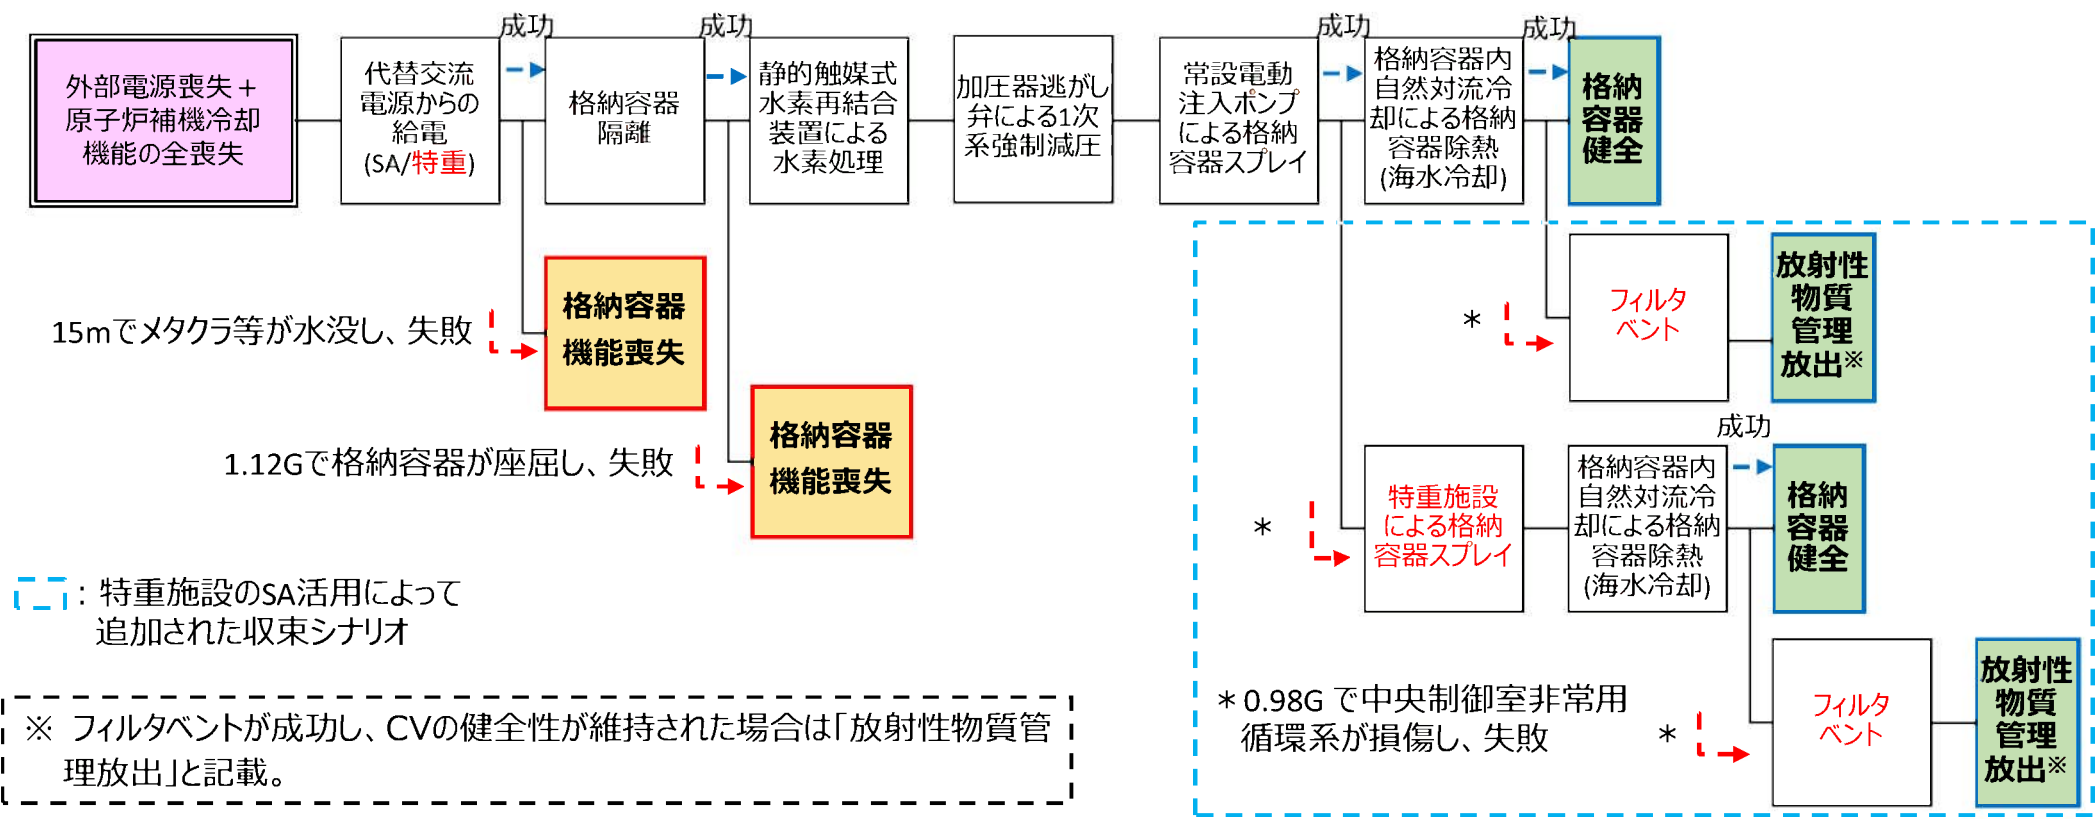 外部電源喪失+
原子炉補機冷却
機能の全喪失
代替交流
電源からの
給電
(SA/特重)
成功
格納容器
隔離
成功
静的触媒式
水素再結合
装置による
水素処理
加圧器逃がし
弁による1次
系強制減圧
常設電動
注入ポンプ
による格納
容器スプレイ
成功
格納容器内
自然対流冷
却による格納
容器除熱
(海水冷却)
成功
格納
容器
健全
15mでメタクラ等が水没し、失敗
格納容器
機能喪失
1.12Gで格納容器が座屈し、失敗
格納容器
機能喪失
*
フィルタ
ベント
放射性
物質
管理
放出※
*
特重施設
による格納
容器スプレイ
格納容器内
自然対流冷
却による格納
容器除熱
(海水冷却)
成功
格納
容器
健全
*
フィルタ
ベント
放射性
物質
管理
放出※
*0.98Gで中央制御室非常用
循環系が損傷し、失敗
:特重施設のSA活用によって
追加された収束シナリオ
※ フィルタベントが成功し、CVの健全性が維持された場合は「放射性物質管
理放出」と記載。